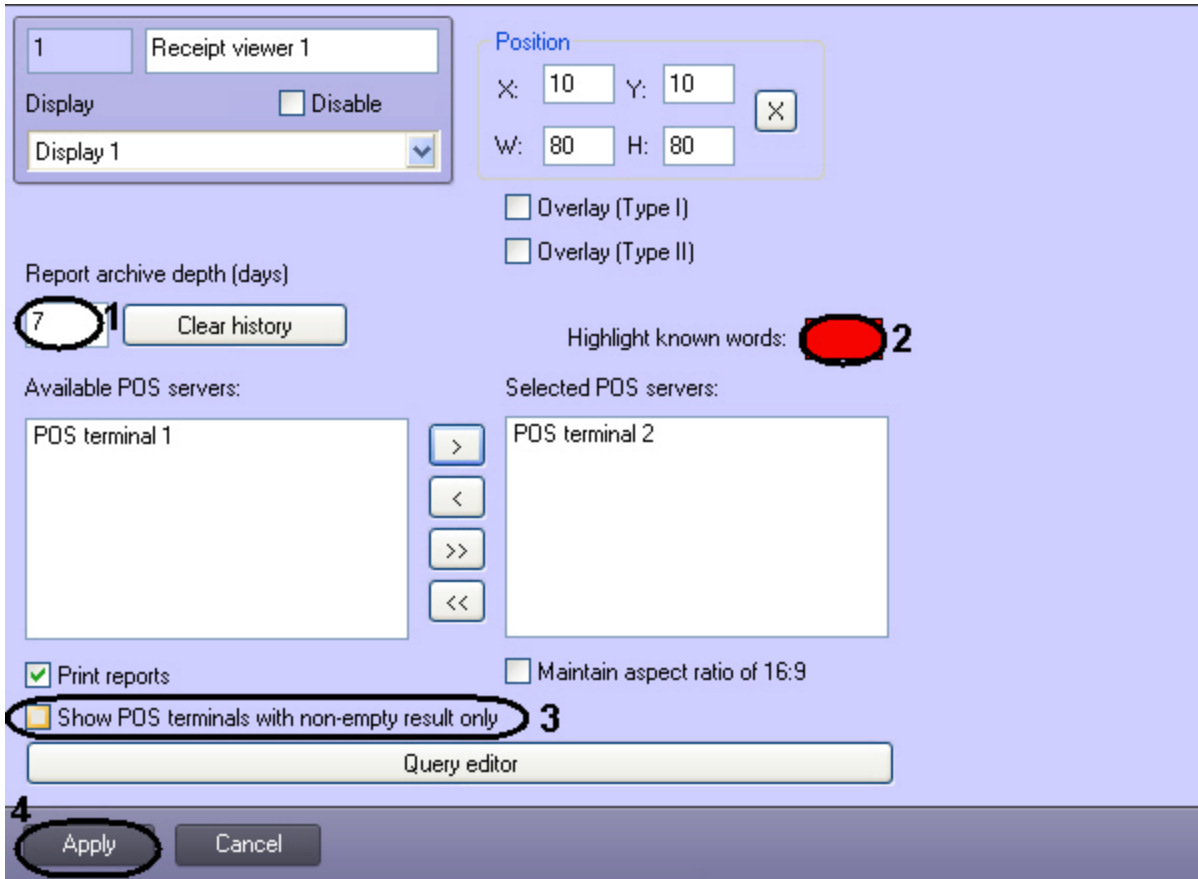 1
Receipt viewer 1
Display
Disable
Display 1
Position
X: 10 Y: 10
X
W: 80 H: 80
Overlay (Type I)
Overlay (Type II)
Report archive depth (days)
7
1
Clear history
Highlight known words:
2
Available POS servers:
Selected POS servers:
POS terminal 1
POS terminal 2
>
<
>>
<<
Print reports
Maintain aspect ratio of 16:9
Show POS terminals with non-empty result only
3
Query editor
4
Apply
Cancel